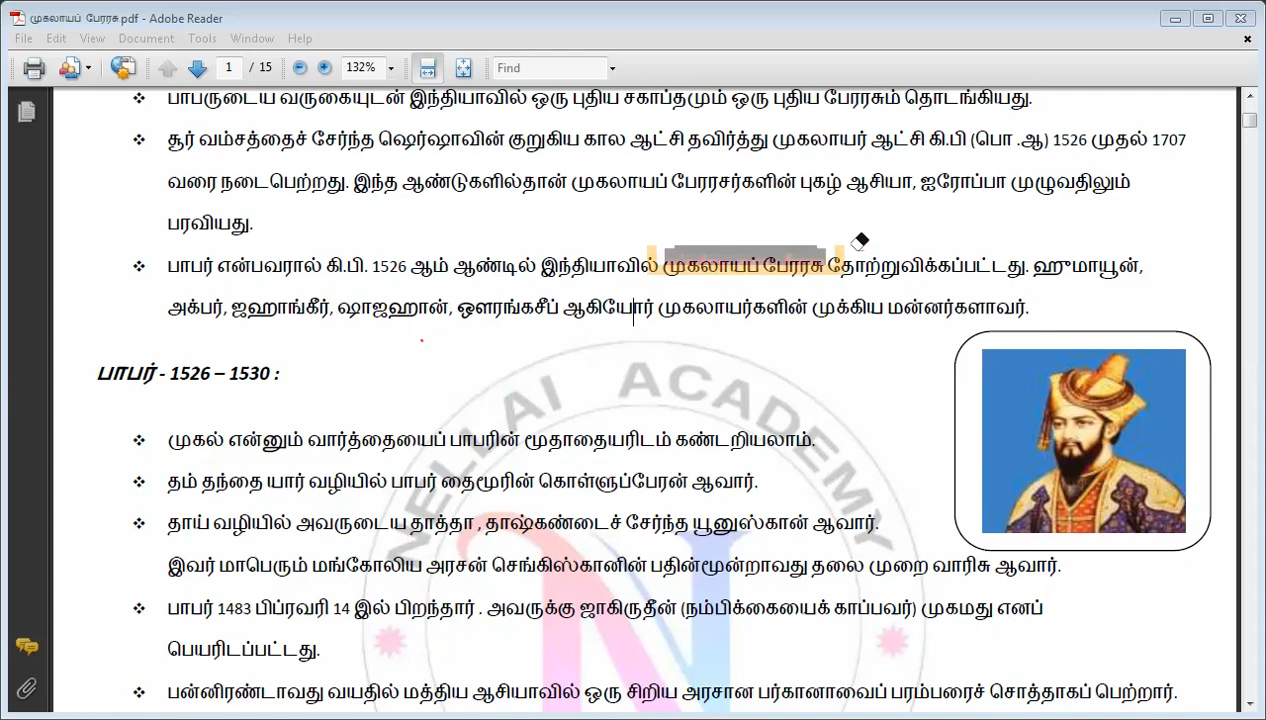 முகலாயப் பேரரசு.pdf - Adobe Reader
File Edit View Document Tools Window Help
1 / 15 132% Find
❖ பாபருடைய வருகையுடன் இந்தியாவில் ஒரு புதிய சகாப்தமும் ஒரு புதிய பேரரசும் தொடங்கியது.
❖ சூர் வம்சத்தைச் சேர்ந்த ஷெர்ஷாவின் குறுகிய கால ஆட்சி தவிர்த்து முகலாயர் ஆட்சி கி.பி (பொ .ஆ) 1526 முதல் 1707
வரை நடைபெற்றது. இந்த ஆண்டுகளில்தான் முகலாயப் பேரரசர்களின் புகழ் ஆசியா, ஐரோப்பா முழுவதிலும்
பரவியது.
❖ பாபர் என்பவரால் கி.பி. 1526 ஆம் ஆண்டில் இந்தியாவில் முகலாயப் பேரரசு தோற்றுவிக்கப்பட்டது. ஹுமாயூன்,
அக்பர், ஜஹாங்கீர், ஷாஜஹான், ஔரங்கசீப் ஆகியோர் முகலாயர்களின் முக்கிய மன்னர்களாவர்.
பாபர் - 1526 – 1530 :
❖ முகல் என்னும் வார்த்தையைப் பாபரின் மூதாதையரிடம் கண்டறியலாம்.
❖ தம் தந்தை யார் வழியில் பாபர் தைமூரின் கொள்ளுப்பேரன் ஆவார்.
❖ தாய் வழியில் அவருடைய தாத்தா , தாஷ்கண்டைச் சேர்ந்த யூனுஸ்கான் ஆவார்.
இவர் மாபெரும் மங்கோலிய அரசன் செங்கிஸ்கானின் பதின்மூன்றாவது தலை முறை வாரிசு ஆவார்.
❖ பாபர் 1483 பிப்ரவரி 14 இல் பிறந்தார் . அவருக்கு ஜாகிருதீன் (நம்பிக்கையைக் காப்பவர்) முகமது எனப்
பெயரிடப்பட்டது.
❖ பன்னிரண்டாவது வயதில் மத்திய ஆசியாவில் ஒரு சிறிய அரசான பர்கானாவைப் பரம்பரைச் சொத்தாகப் பெற்றார்.
NELLAI ACADEMY
N